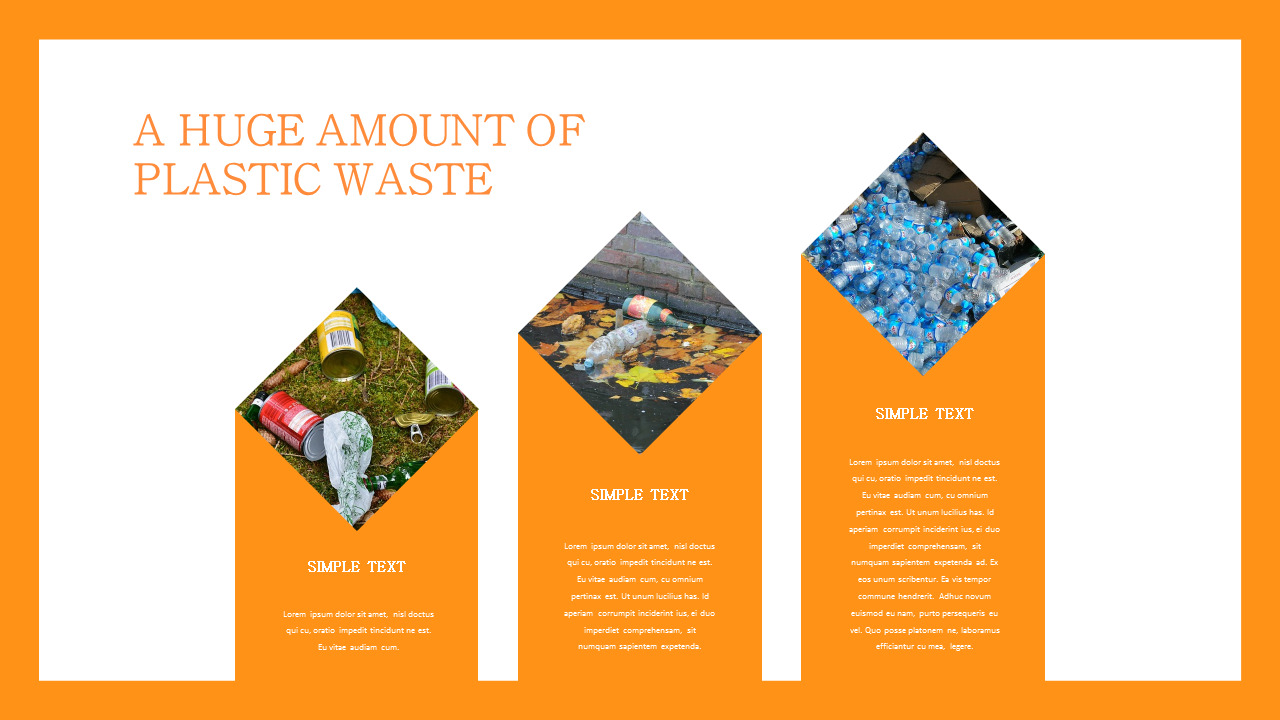 A HUGE AMOUNT OF
PLASTIC WASTE
SIMPLE TEXT
Lorem ipsum dolor sit amet, nisl doctus
qui cu, oratio impedit tincidunt ne est.
Eu vitae audiam cum.
SIMPLE TEXT
Lorem ipsum dolor sit amet, nisl doctus
qui cu, oratio impedit tincidunt ne est.
Eu vitae audiam cum, cu omnium
pertinax est. Ut unum lucilius has. Id
aperiam corrumpit inciderint ius, ei duo
imperdiet comprehensam, sit
numquam sapientem expetenda.
SIMPLE TEXT
Lorem ipsum dolor sit amet, nisl doctus
qui cu, oratio impedit tincidunt ne est.
Eu vitae audiam cum, cu omnium
pertinax est. Ut unum lucilius has. Id
aperiam corrumpit inciderint ius, ei duo
imperdiet comprehensam, sit
numquam sapientem expetenda ad. Ex
eos unum scribentur. Ea vis tempor
commune hendrerit. Adhuc novum
euismod eu nam, purto persequeris eu
vel. Quo posse platonem ne, laboramus
efficiantur cu mea, legere.